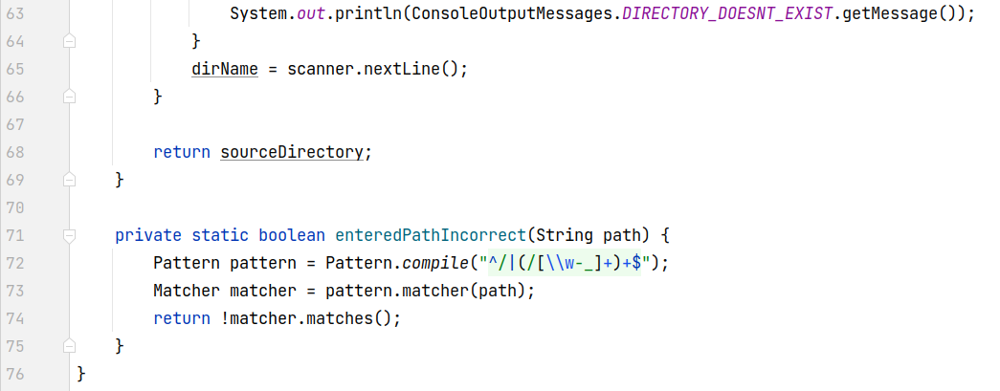 63 System.out.println(ConsoleOutputMessages.DIRECTORY_DOESNT_EXIST.getMessage());
64 }
65 dirName = scanner.nextLine();
66 }
67
68 return sourceDirectory;
69 }
70
71 private static boolean enteredPathIncorrect(String path) {
72 Pattern pattern = Pattern.compile("^/|(/[\\w-_]+)+$");
73 Matcher matcher = pattern.matcher(path);
74 return !matcher.matches();
75 }
76 }